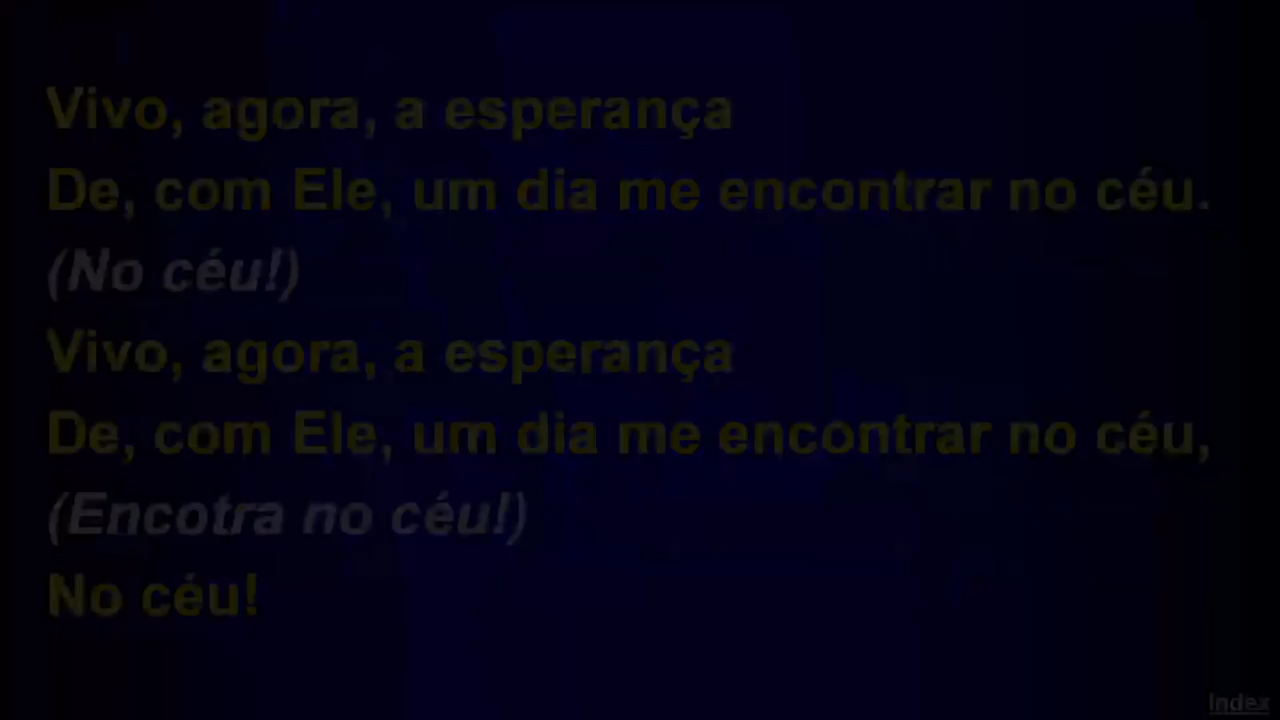 Vivo, agora, a esperança
De, com Ele, um dia me encontrar no céu.
(No céu!)
Vivo, agora, a esperança
De, com Ele, um dia me encontrar no céu,
(Encotra no céu!)
No céu!
Index